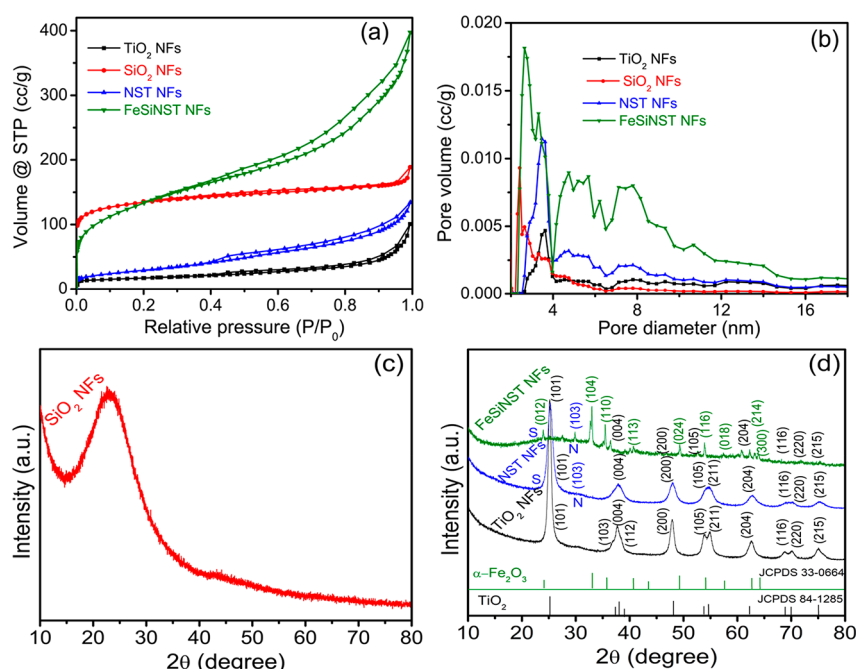 (a)
TiO₂ NFs
SiO₂ NFs
NST NFs
FeSiNST NFs
Volume @ STP (cc/g)
400
300
200
100
0
0.0 0.2 0.4 0.6 0.8 1.0
Relative pressure (P/P₀)
(b)
TiO₂ NFs
SiO₂ NFs
NST NFs
FeSiNST NFs
Pore volume (cc/g)
0.020
0.015
0.010
0.005
0.000
4 8 12 16
Pore diameter (nm)
(c)
SiO₂ NFs
Intensity (a.u.)
10 20 30 40 50 60 70 80
2θ (degree)
(d)
Intensity (a.u.)
FeSiNST NFs
(012) S (101) (103) N (104) (110) (004) (113) (200) (024) (105) (116) (018) (204) (214) (300) (116) (220) (215)
NST NFs
S (101) (103) N (004) (200) (105) (211) (204) (116) (220) (215)
TiO₂ NFs
(101) (103) (004) (112) (200) (105) (211) (204) (116) (220) (215)
α−Fe₂O₃ JCPDS 33-0664
TiO₂ JCPDS 84-1285
10 20 30 40 50 60 70 80
2θ (degree)